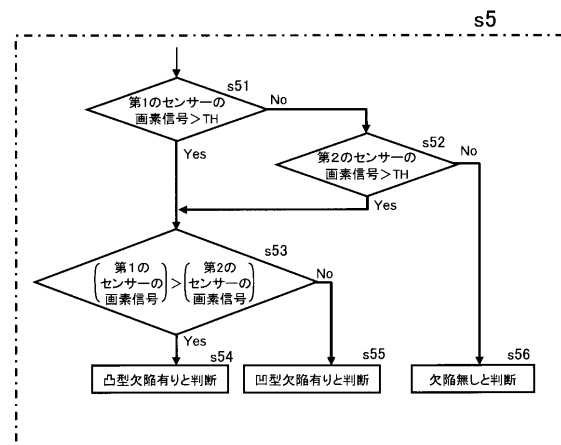 s5
s51
第1のセンサーの
画素信号>TH
No
Yes
s52
第2のセンサーの
画素信号>TH
No
Yes
s53
第1の
センサーの
画素信号
>
第2の
センサーの
画素信号
No
Yes
s54
凸型欠陥有りと判断
s55
凹型欠陥有りと判断
s56
欠陥無しと判断